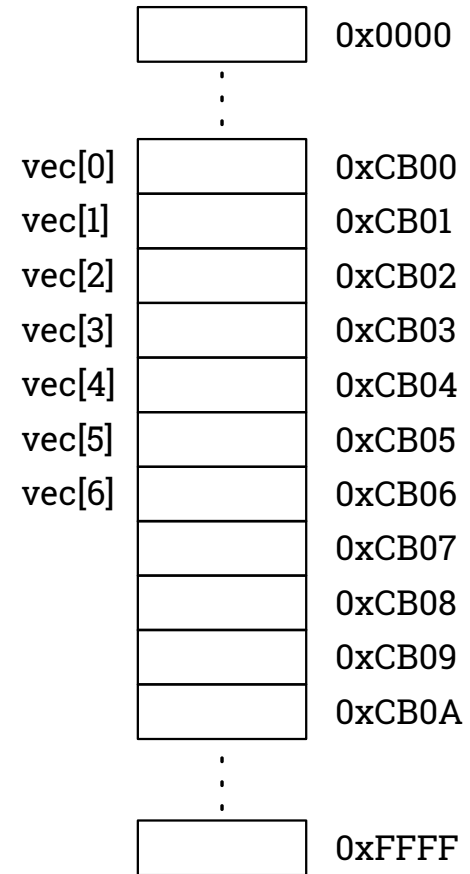 0x0000
vec[0] 0xCB00
vec[1] 0xCB01
vec[2] 0xCB02
vec[3] 0xCB03
vec[4] 0xCB04
vec[5] 0xCB05
vec[6] 0xCB06
0xCB07
0xCB08
0xCB09
0xCB0A
0xFFFF